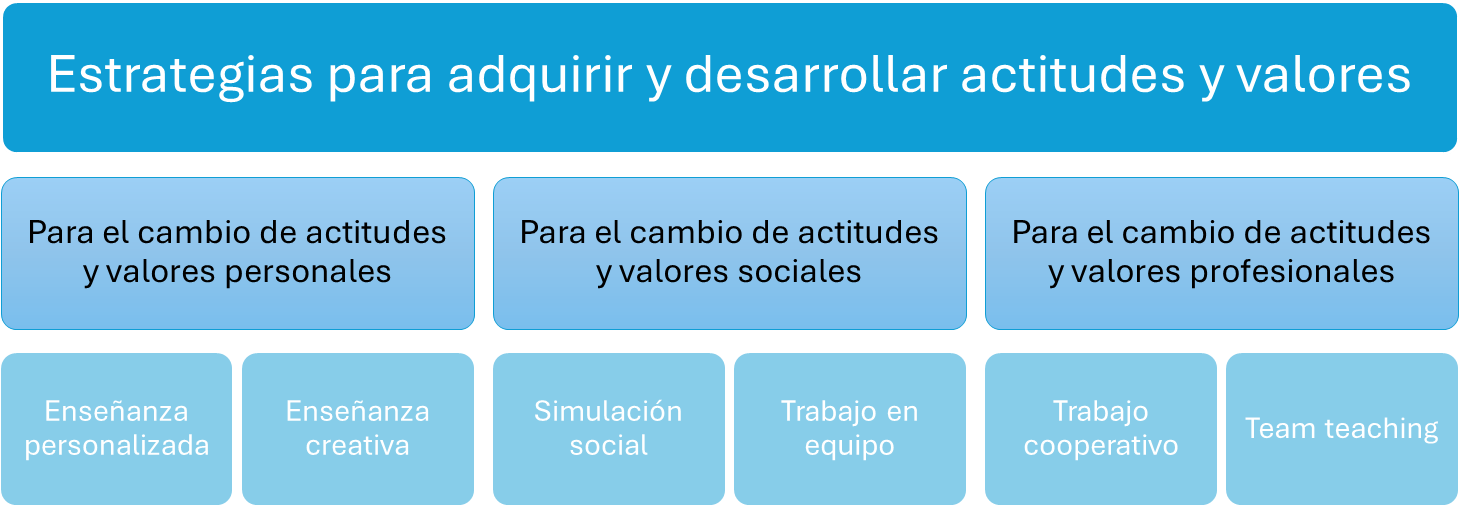 Estrategias para adquirir y desarrollar actitudes y valores
Para el cambio de actitudes
y valores personales
Para el cambio de actitudes
y valores sociales
Para el cambio de actitudes
y valores profesionales
Enseñanza
personalizada
Enseñanza
creativa
Simulación
social
Trabajo en
equipo
Trabajo
cooperativo
Team teaching